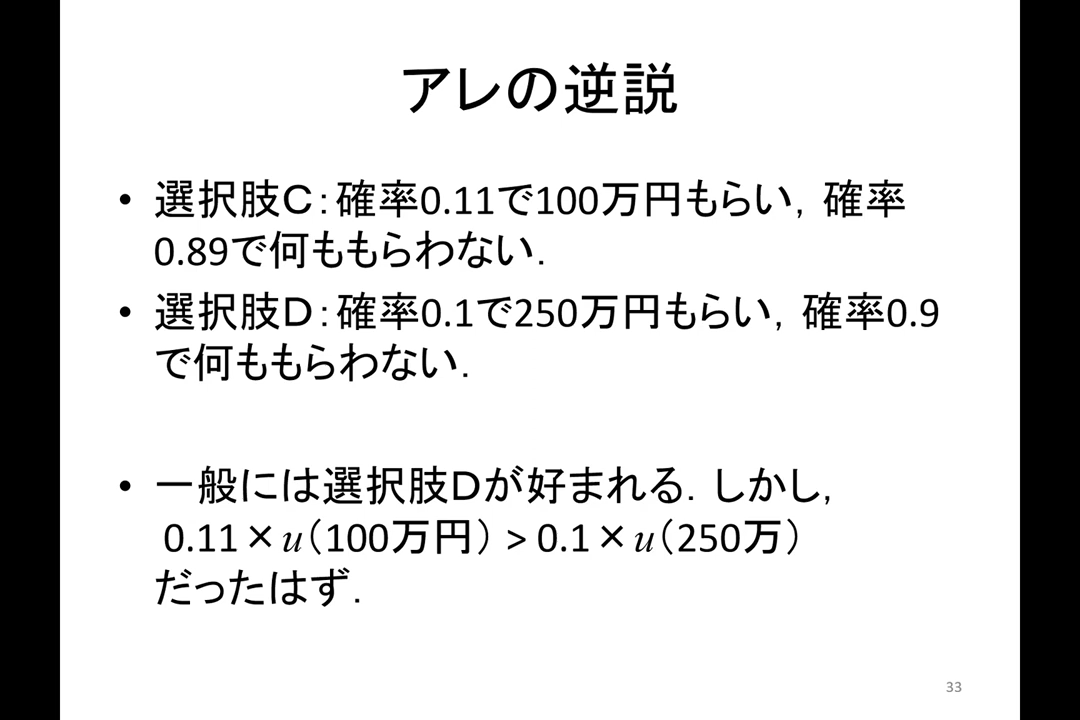 アレの逆説
• 選択肢Ｃ：確率0.11で100万円もらい，確率
0.89で何ももらわない．
• 選択肢Ｄ：確率0.1で250万円もらい，確率0.9
で何ももらわない．
• 一般には選択肢Ｄが好まれる．しかし，
0.11×u（100万円）> 0.1×u（250万）
だったはず．
33